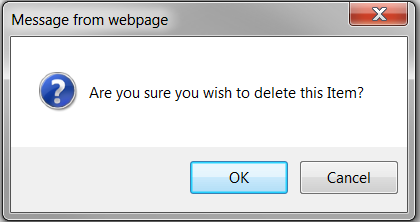 Message from webpage
Are you sure you wish to delete this Item?
OK
Cancel